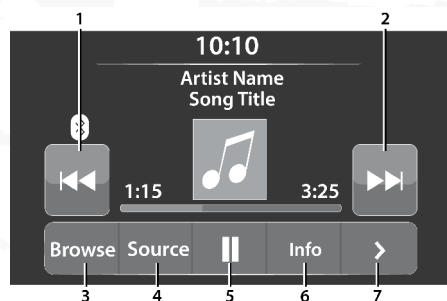 1 2
10:10
Artist Name
Song Title
1:15 3:25
Browse Source Info
3 4 5 6 7